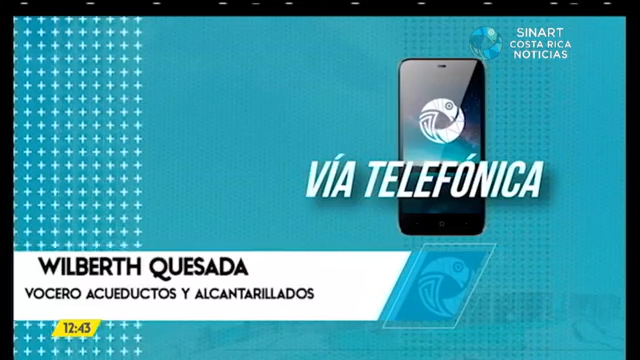 SINART
COSTA RICA
NOTICIAS
VÍA TELEFÓNICA
WILBERTH QUESADA
VOCERO ACUEDUCTOS Y ALCANTARILLADOS
12:43